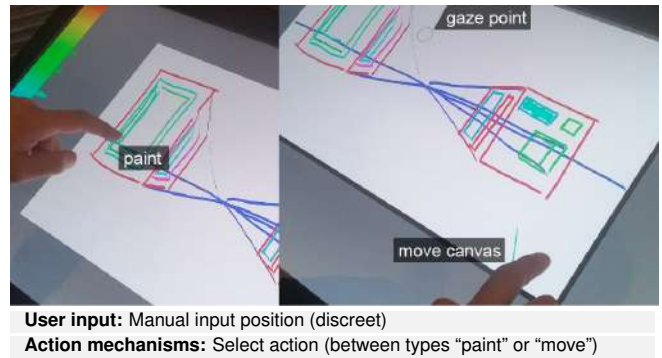 gaze point
paint
move canvas
User input: Manual input position (discreet)
Action mechanisms: Select action (between types “paint” or “move”)